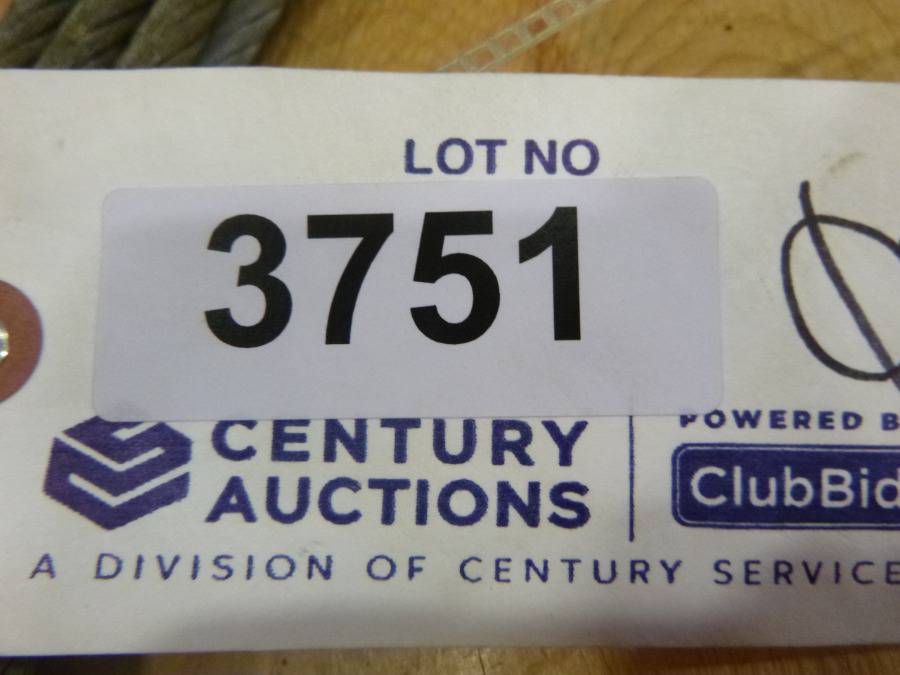 LOT NO
3751
CENTURY
AUCTIONS
POWERED B
ClubBid
A DIVISION OF CENTURY SERVICE